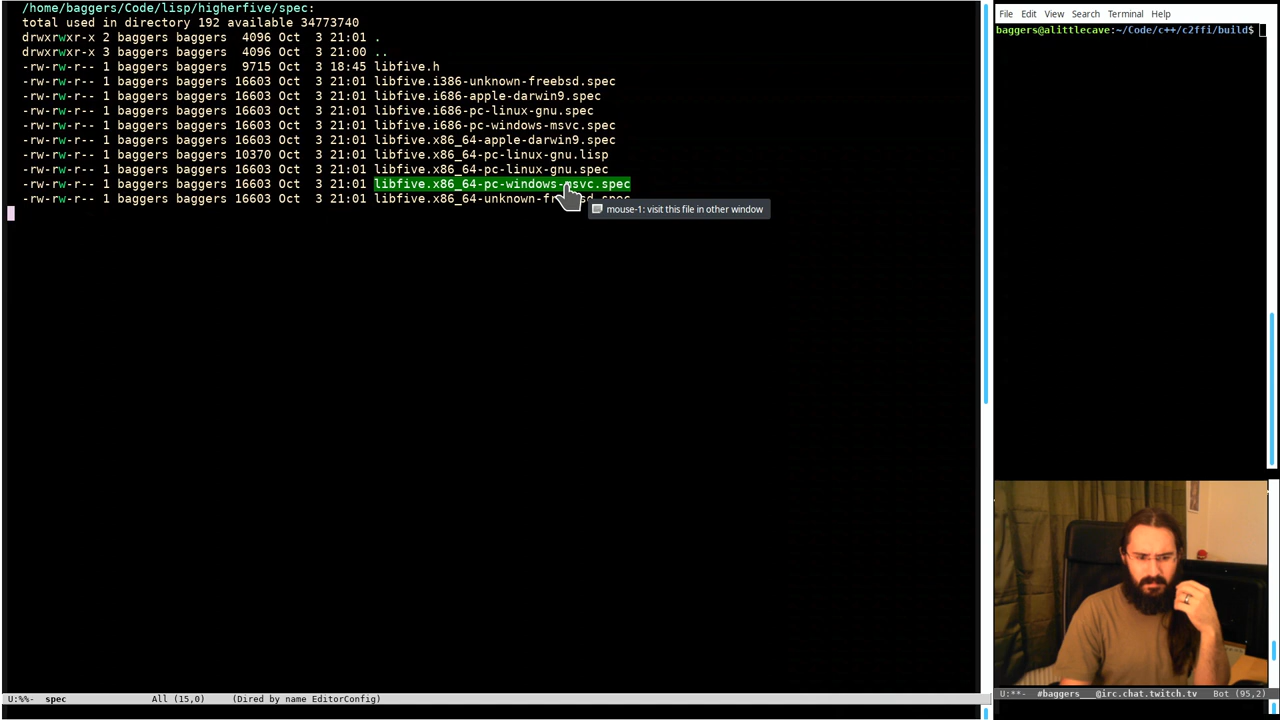 /home/baggers/Code/lisp/higherfive/spec:
total used in directory 192 available 34773740
drwxrwxr-x 2 baggers baggers  4096 Oct  3 21:01 .
drwxrwxr-x 3 baggers baggers  4096 Oct  3 21:00 ..
-rw-rw-r-- 1 baggers baggers  9715 Oct  3 18:45 libfive.h
-rw-rw-r-- 1 baggers baggers 16603 Oct  3 21:01 libfive.i386-unknown-freebsd.spec
-rw-rw-r-- 1 baggers baggers 16603 Oct  3 21:01 libfive.i686-apple-darwin9.spec
-rw-rw-r-- 1 baggers baggers 16603 Oct  3 21:01 libfive.i686-pc-linux-gnu.spec
-rw-rw-r-- 1 baggers baggers 16603 Oct  3 21:01 libfive.i686-pc-windows-msvc.spec
-rw-rw-r-- 1 baggers baggers 16603 Oct  3 21:01 libfive.x86_64-apple-darwin9.spec
-rw-rw-r-- 1 baggers baggers 10370 Oct  3 21:01 libfive.x86_64-pc-linux-gnu.lisp
-rw-rw-r-- 1 baggers baggers 16603 Oct  3 21:01 libfive.x86_64-pc-linux-gnu.spec
-rw-rw-r-- 1 baggers baggers 16603 Oct  3 21:01 libfive.x86_64-pc-windows-msvc.spec
-rw-rw-r-- 1 baggers baggers 16603 Oct  3 21:01 libfive.x86_64-unknown-freebsd.spec
mouse-1: visit this file in other window
U:%%-  spec  All (15,0)  (Dired by name EditorConfig)
File Edit View Search Terminal Help
baggers@alittlecave:~/Code/c++/c2ffi/build$
U:**-  #baggers___@irc.chat.twitch.tv  Bot (95,2)